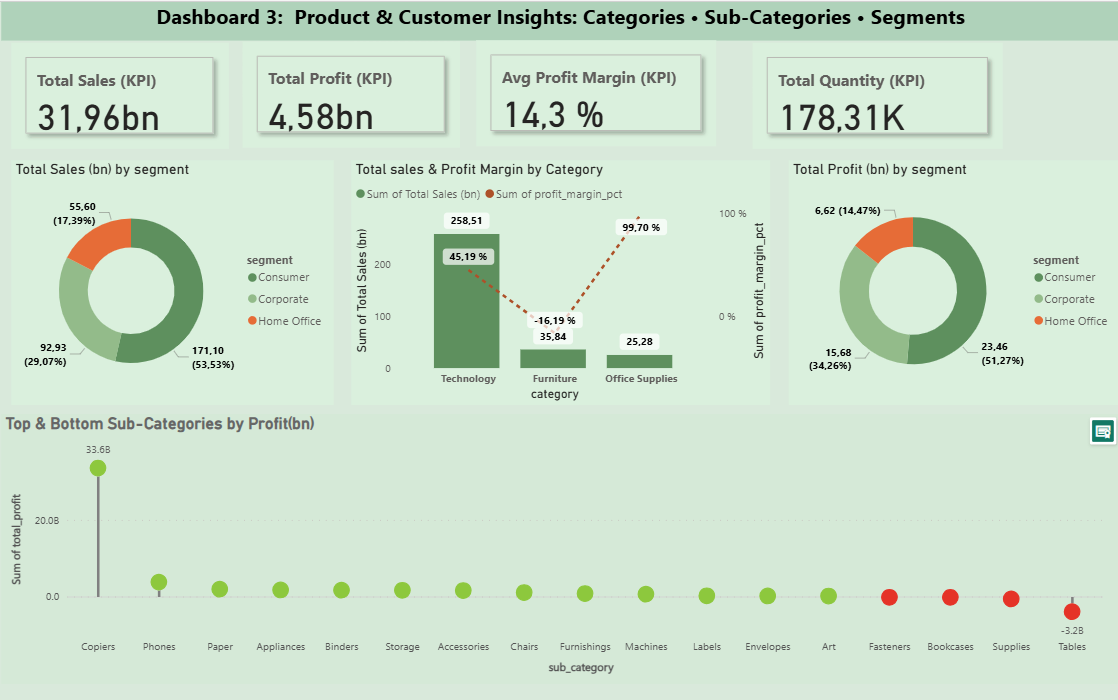 Dashboard 3: Product & Customer Insights: Categories • Sub-Categories • Segments
Total Sales (KPI)
31,96bn
Total Profit (KPI)
4,58bn
Avg Profit Margin (KPI)
14,3 %
Total Quantity (KPI)
178,31K
Total Sales (bn) by segment
55,60
(17,39%)
92,93
(29,07%)
171,10
(53,53%)
segment
Consumer
Corporate
Home Office
Total sales & Profit Margin by Category
Sum of Total Sales (bn) Sum of profit_margin_pct
Sum of Total Sales (bn)
200
100
0
258,51
45,19 %
-16,19 %
35,84
99,70 %
25,28
100 %
0 %
Sum of profit_margin_pct
Technology Furniture Office Supplies
category
Total Profit (bn) by segment
6,62 (14,47%)
15,68
(34,26%)
23,46
(51,27%)
segment
Consumer
Corporate
Home Office
Top & Bottom Sub-Categories by Profit(bn)
Sum of total_profit
33.6B
20.0B
0.0
-3.2B
Copiers Phones Paper Appliances Binders Storage Accessories Chairs Furnishings Machines Labels Envelopes Art Fasteners Bookcases Supplies Tables
sub_category